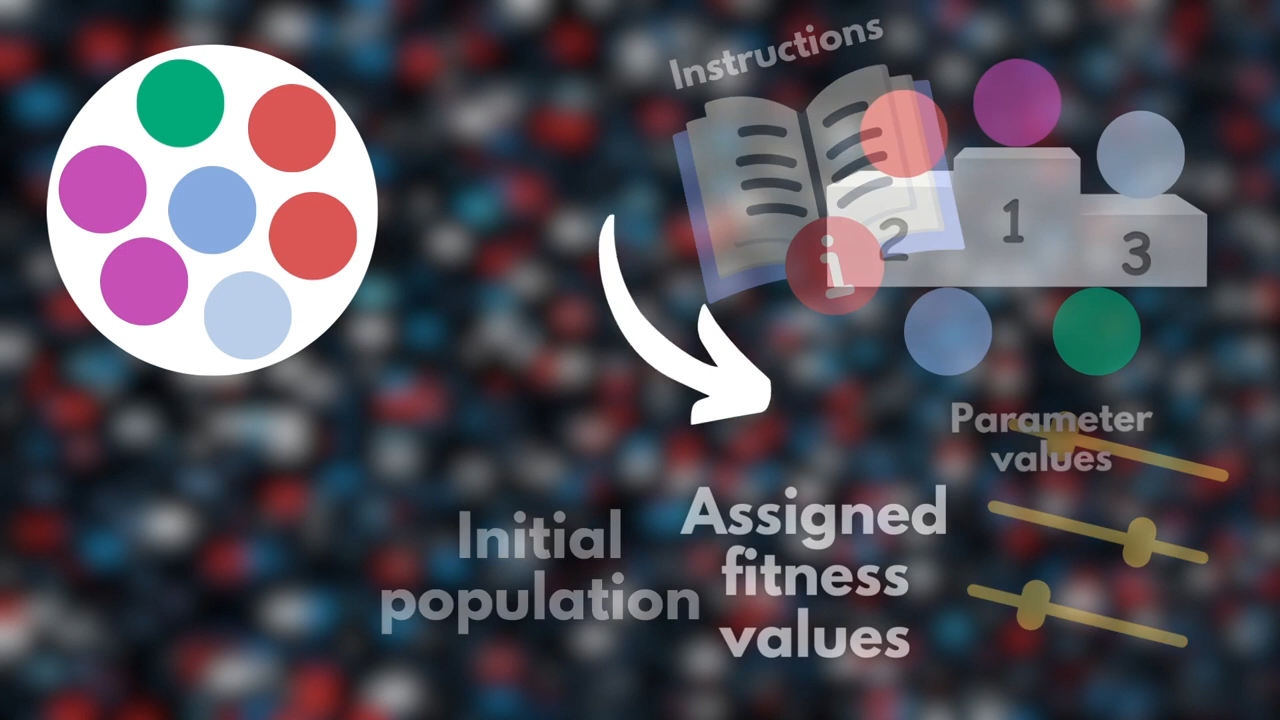 Instructions
1
2
3
i
Parameter
values
Initial
population
Assigned
fitness
values